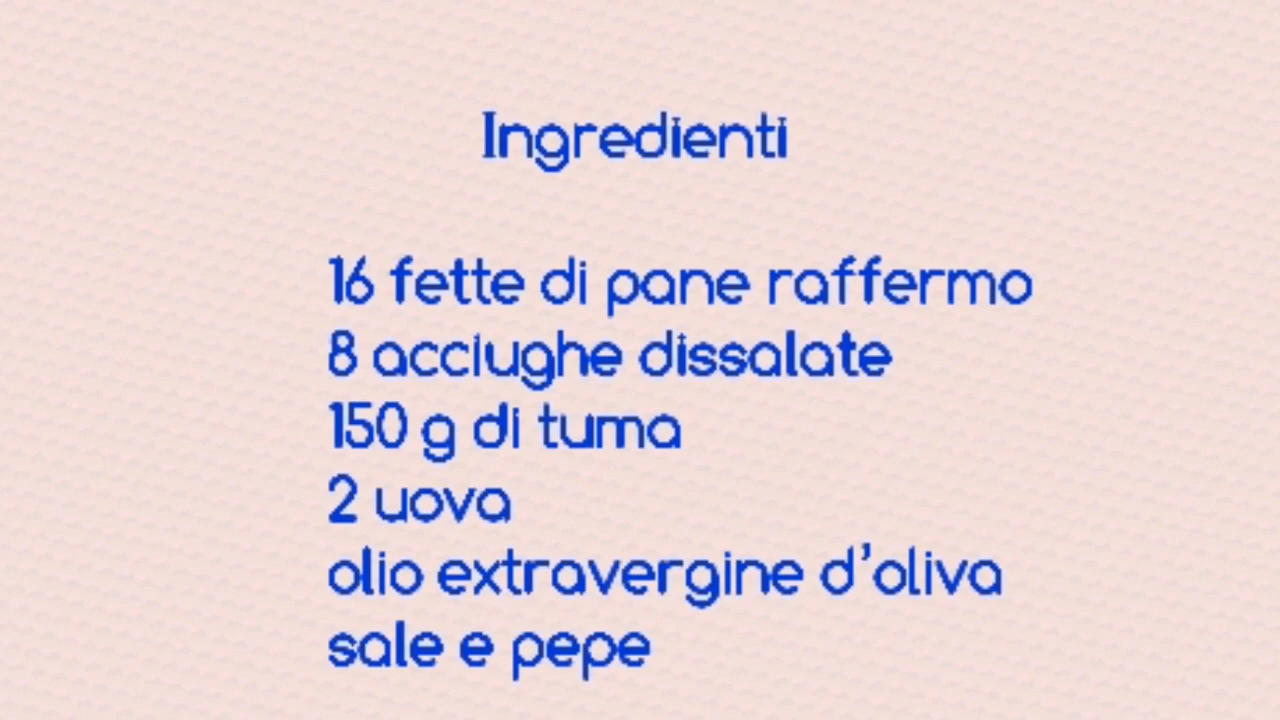 Ingredienti
16 fette di pane raffermo
8 acciughe dissalate
150 g di tuma
2 uova
olio extravergine d’oliva
sale e pepe